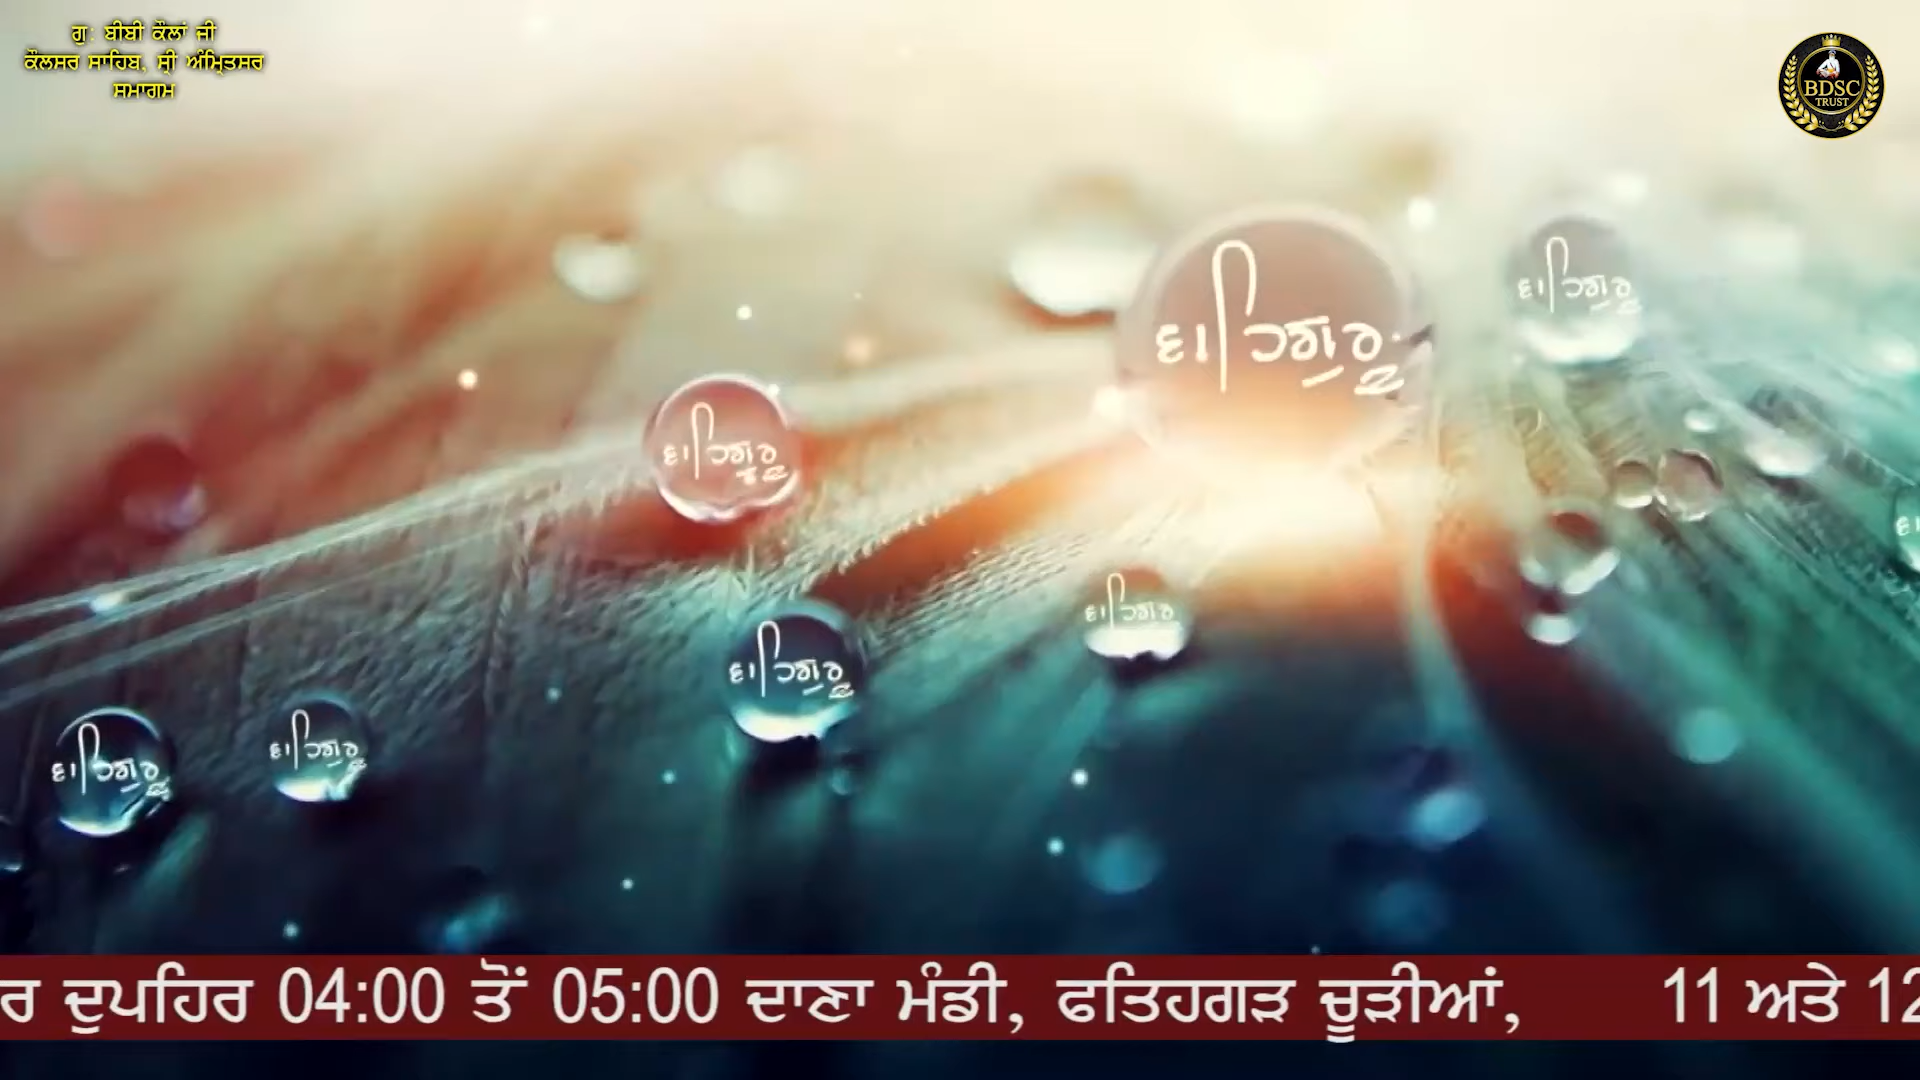 ਗੁ: ਬੀਬੀ ਕੌਲਾਂ ਜੀ
ਕੌਲਸਰ ਸਾਹਿਬ, ਸ੍ਰੀ ਅੰਮ੍ਰਿਤਸਰ
ਸਮਾਗਮ
BDSC
TRUST
ਵਾਹਿਗੁਰੂ
ਵਾਹਿਗੁਰੂ
ਵਾਹਿਗੁਰੂ
ਵਾਹਿਗੁਰੂ
ਵਾਹਿਗੁਰੂ
ਵਾਹਿਗੁਰੂ
ਵਾਹਿਗੁਰੂ
ਦੁਪਹਿਰ 04:00 ਤੋਂ 05:00 ਦਾਣਾ ਮੰਡੀ, ਫਤਿਹਗੜ ਚੂੜੀਆਂ, 11 ਅਤੇ 12